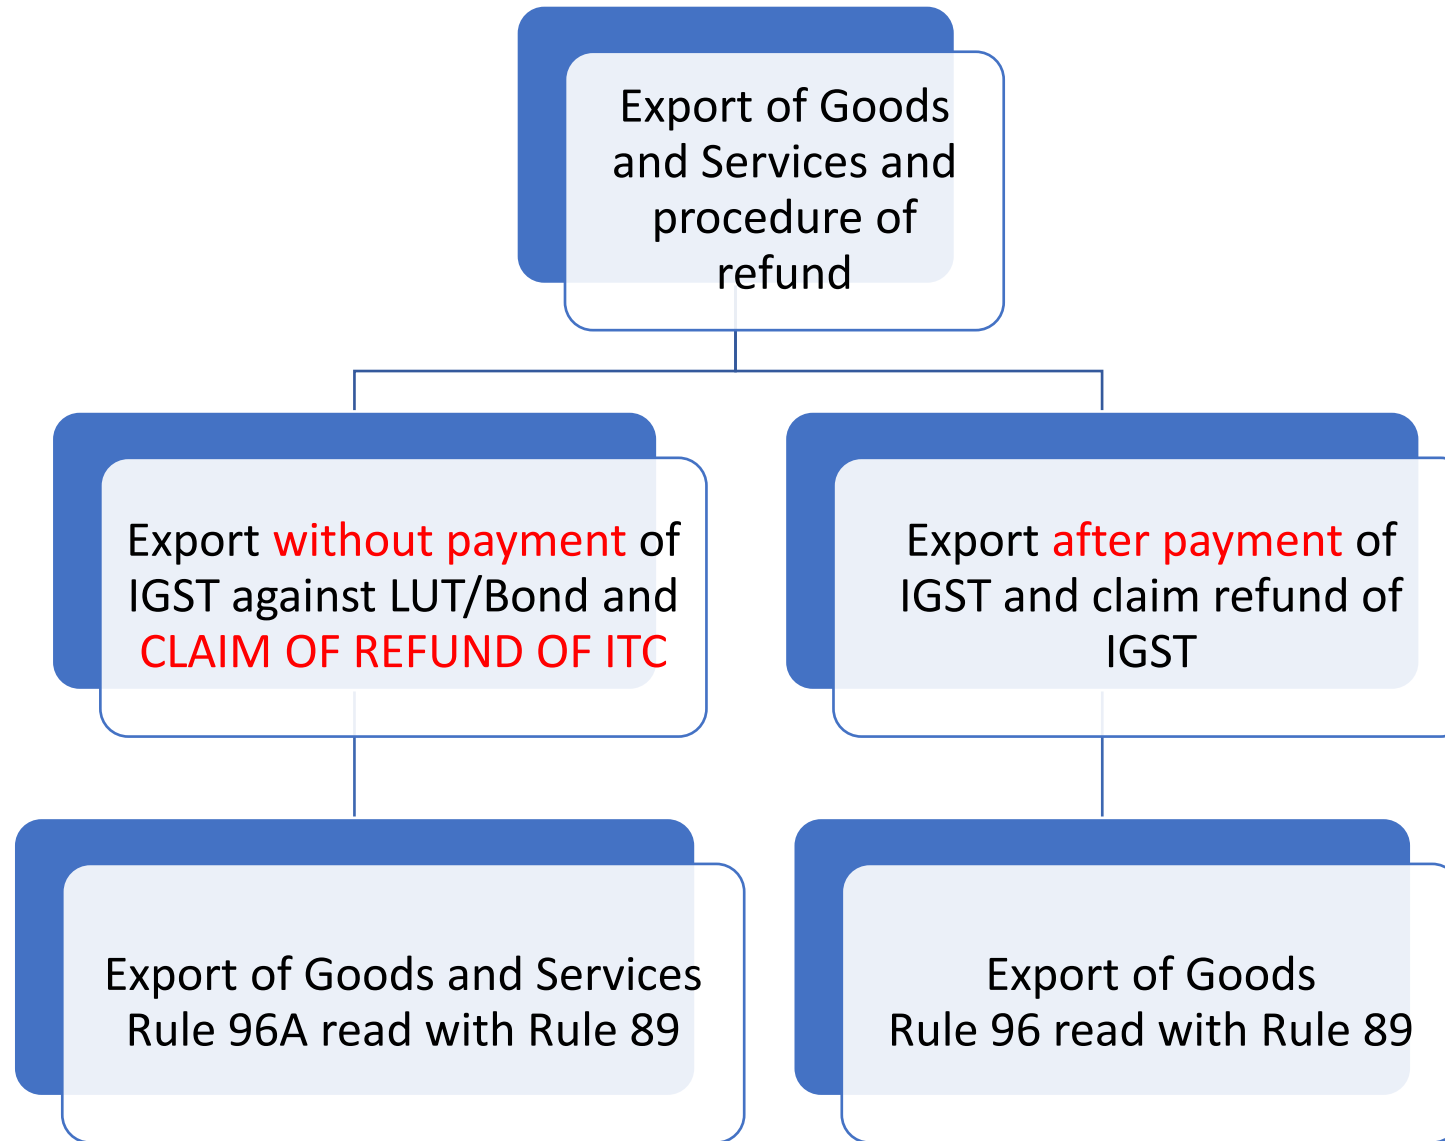 Export of Goods
and Services and
procedure of
refund
Export without payment of
IGST against LUT/Bond and
CLAIM OF REFUND OF ITC
Export after payment of
IGST and claim refund of
IGST
Export of Goods and Services
Rule 96A read with Rule 89
Export of Goods
Rule 96 read with Rule 89